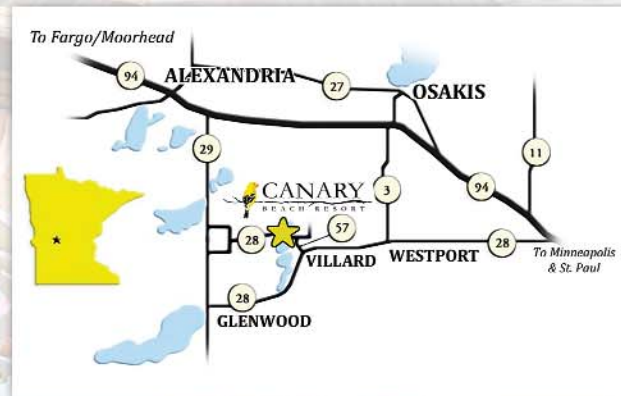 To Fargo/Moorhead
94
ALEXANDRIA
27
OSAKIS
29
11
CANARY
BEACH RESORT
3
94
28
57
VILLARD
WESTPORT
28
To Minneapolis
& St. Paul
28
GLENWOOD